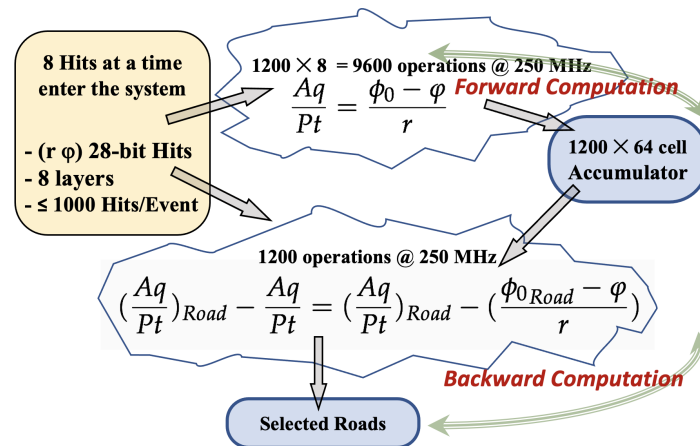 8 Hits at a time
enter the system
- (r φ) 28-bit Hits
- 8 layers
- ≤ 1000 Hits/Event
1200 × 8 = 9600 operations @ 250 MHz
Aq/Pt = (ϕ₀ − φ)/r
Forward Computation
1200 × 64 cell
Accumulator
1200 operations @ 250 MHz
(Aq/Pt)Road − Aq/Pt = (Aq/Pt)Road − (ϕ₀Road − φ / r)
Backward Computation
Selected Roads